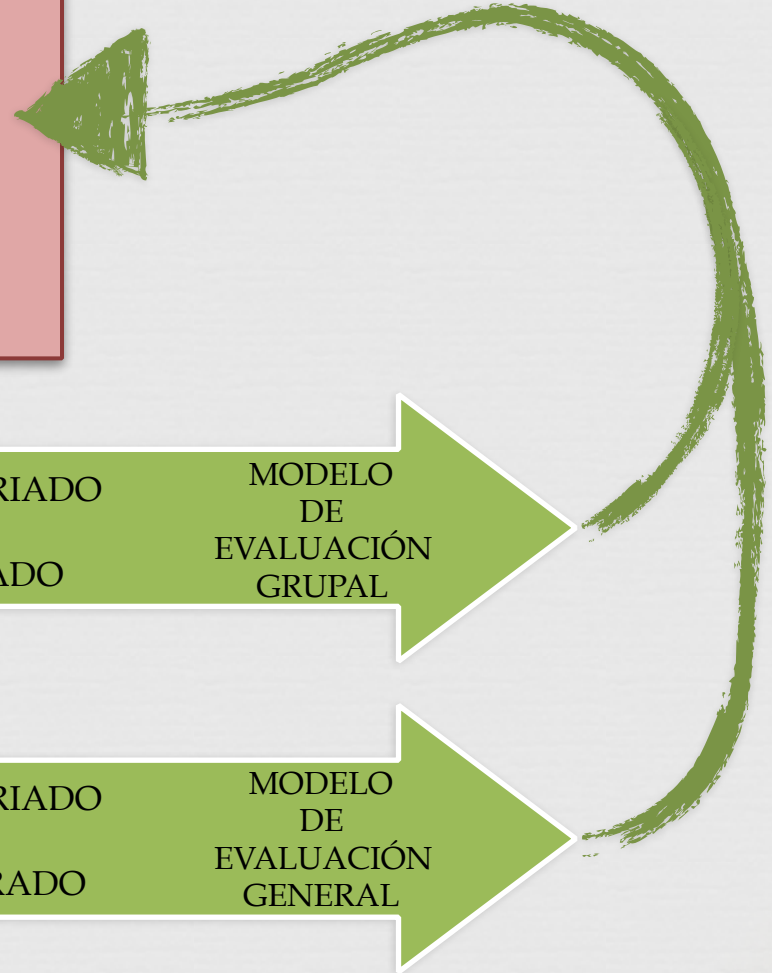 RIADO
ADO
MODELO
DE
EVALUACIÓN
GRUPAL
RIADO
RADO
MODELO
DE
EVALUACIÓN
GENERAL